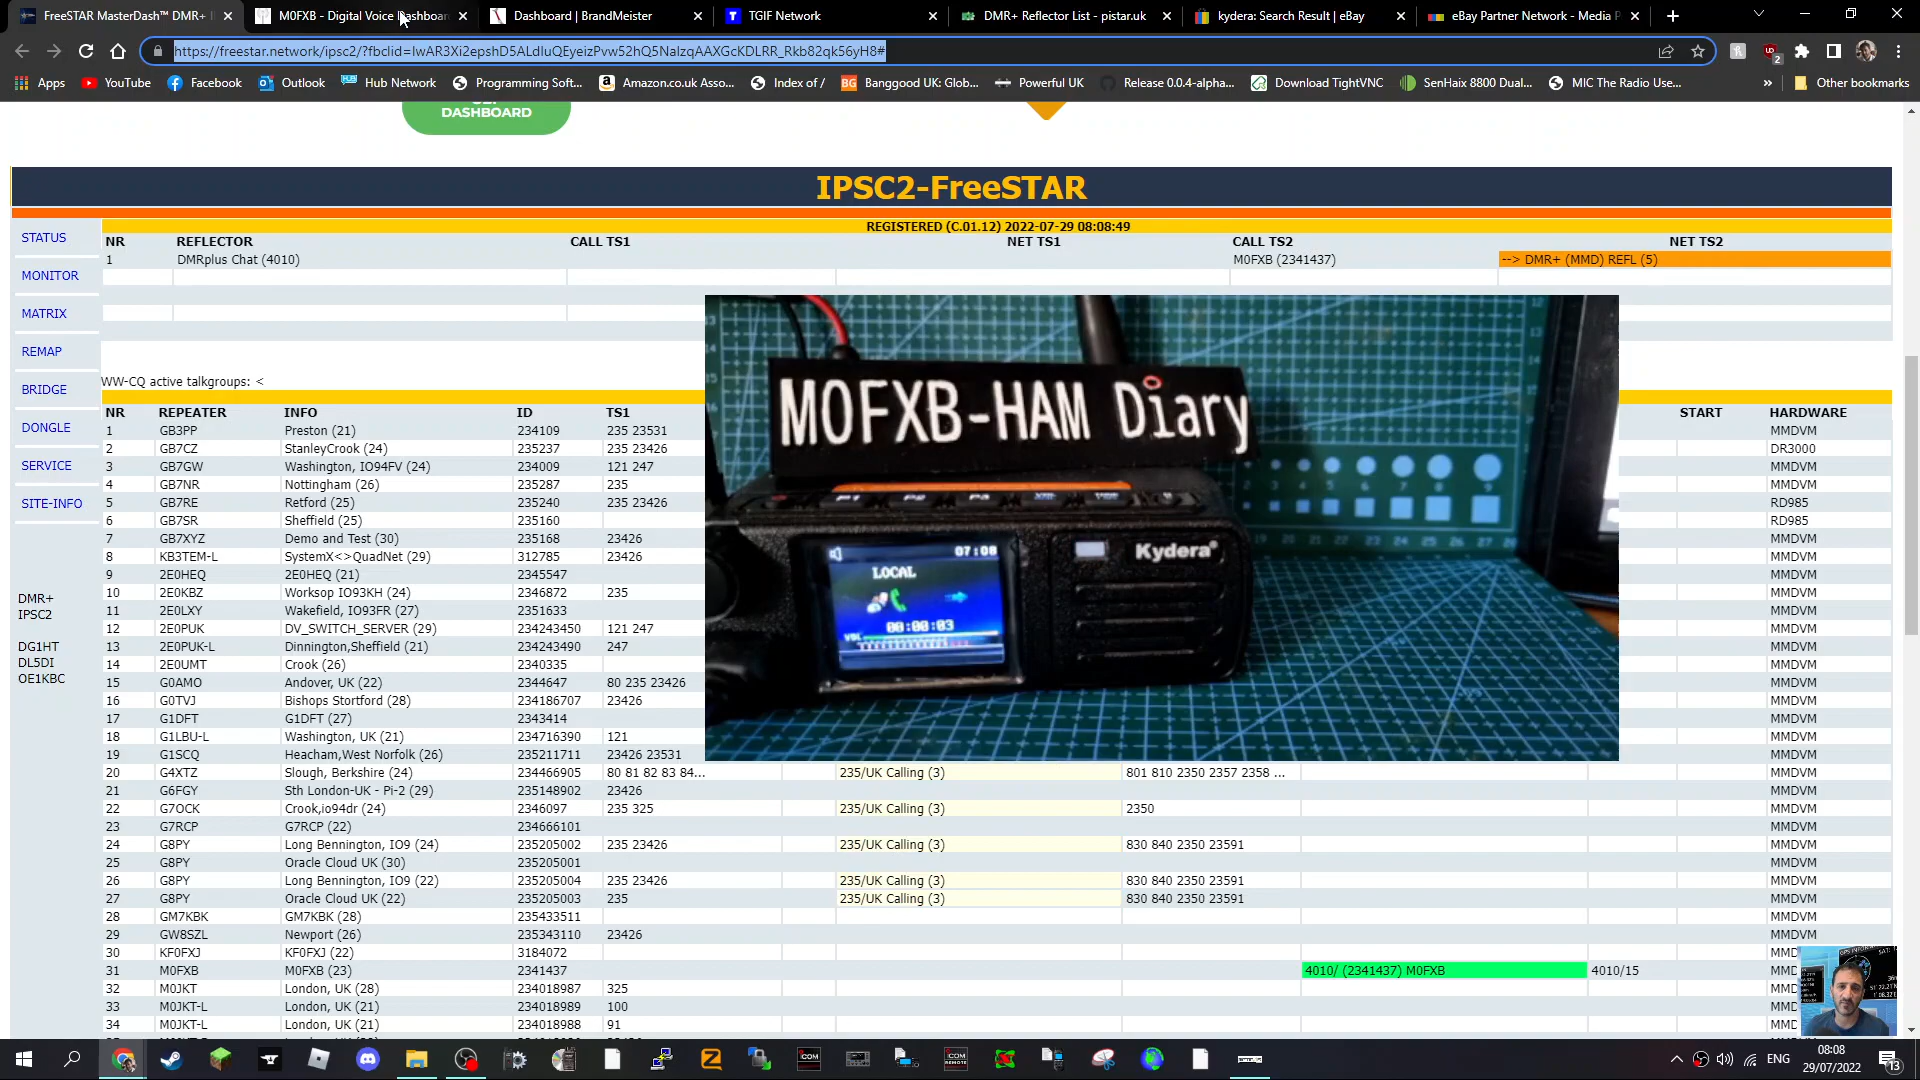 FreeSTAR MasterDash™ DMR+ I
M0FXB - Digital Voice Dashboar
Dashboard | BrandMeister
TGIF Network
DMR+ Reflector List - pistar.uk
kydera: Search Result | eBay
eBay Partner Network - Media P
https://freestar.network/ipsc2/?fbclid=IwAR3Xi2epshD5ALdIuQEyeizPvw52hQ5NaIzqAAXGcKDLRR_Rkb82qk56yH8#
2
Apps YouTube Facebook Outlook Hub Network Programming Soft... Amazon.co.uk Asso... Index of / Banggood UK: Glob... Powerful UK Release 0.0.4-alpha... Download TightVNC SenHaix 8800 Dual... MIC The Radio Use... » Other bookmarks
DASHBOARD
IPSC2-FreeSTAR
REGISTERED (C.01.12) 2022-07-29 08:08:49
STATUS
MONITOR
MATRIX
REMAP
BRIDGE
DONGLE
SERVICE
SITE-INFO
DMR+
IPSC2
DG1HT
DL5DI
OE1KBC
NR REFLECTOR CALL TS1 NET TS1 CALL TS2 NET TS2
1 DMRplus Chat (4010) M0FXB (2341437) --> DMR+ (MMD) REFL (5)
WW-CQ active talkgroups: <
NR REPEATER INFO ID TS1 START HARDWARE
1 GB3PP Preston (21) 234109 235 23531 MMDVM
2 GB7CZ StanleyCrook (24) 235237 235 23426 DR3000
3 GB7GW Washington, IO94FV (24) 234009 121 247 MMDVM
4 GB7NR Nottingham (26) 235287 235 MMDVM
5 GB7RE Retford (25) 235240 235 23426 RD985
6 GB7SR Sheffield (25) 235160 RD985
7 GB7XYZ Demo and Test (30) 235168 23426 MMDVM
8 KB3TEM-L SystemX<>QuadNet (29) 312785 23426 MMDVM
9 2E0HEQ 2E0HEQ (21) 2345547 MMDVM
10 2E0KBZ Worksop IO93KH (24) 2346872 235 MMDVM
11 2E0LXY Wakefield, IO93FR (27) 2351633 MMDVM
12 2E0PUK DV_SWITCH_SERVER (29) 234243450 121 247 MMDVM
13 2E0PUK-L Dinnington,Sheffield (21) 234243490 247 MMDVM
14 2E0UMT Crook (26) 2340335 MMDVM
15 G0AMO Andover, UK (22) 2344647 80 235 23426 MMDVM
16 G0TVJ Bishops Stortford (28) 234186707 23426 MMDVM
17 G1DFT G1DFT (27) 2343414 MMDVM
18 G1LBU-L Washington, UK (21) 234716390 121 MMDVM
19 G1SCQ Heacham,West Norfolk (26) 235211711 23426 23531 MMDVM
20 G4XTZ Slough, Berkshire (24) 234466905 80 81 82 83 84... 235/UK Calling (3) 801 810 2350 2357 2358 ... MMDVM
21 G6FGY Sth London-UK - Pi-2 (29) 235148902 23426 MMDVM
22 G7OCK Crook,io94dr (24) 2346097 235 325 235/UK Calling (3) 2350 MMDVM
23 G7RCP G7RCP (22) 234666101 MMDVM
24 G8PY Long Bennington, IO9 (24) 235205002 235 23426 235/UK Calling (3) 830 840 2350 23591 MMDVM
25 G8PY Oracle Cloud UK (30) 235205001 MMDVM
26 G8PY Long Bennington, IO9 (22) 235205004 235 23426 235/UK Calling (3) 830 840 2350 23591 MMDVM
27 G8PY Oracle Cloud UK (22) 235205003 235 235/UK Calling (3) 830 840 2350 23591 MMDVM
28 GM7KBK GM7KBK (28) 235433511 MMDVM
29 GW8SZL Newport (26) 235343110 23426 MMDVM
30 KF0FXJ KF0FXJ (22) 3184072 MMD
31 M0FXB M0FXB (23) 2341437 4010/ (2341437) M0FXB 4010/15 MMD
32 M0JKT London, UK (28) 234018987 325 MMD
33 M0JKT-L London, UK (21) 234018989 100 MMD
34 M0JKT-L London, UK (21) 234018988 91 MMD
M0FXB-HAM Diary
P1 P2 P3
Kydera
07:08
LOCAL
00:00:03
ENG
08:08
29/07/2022
13